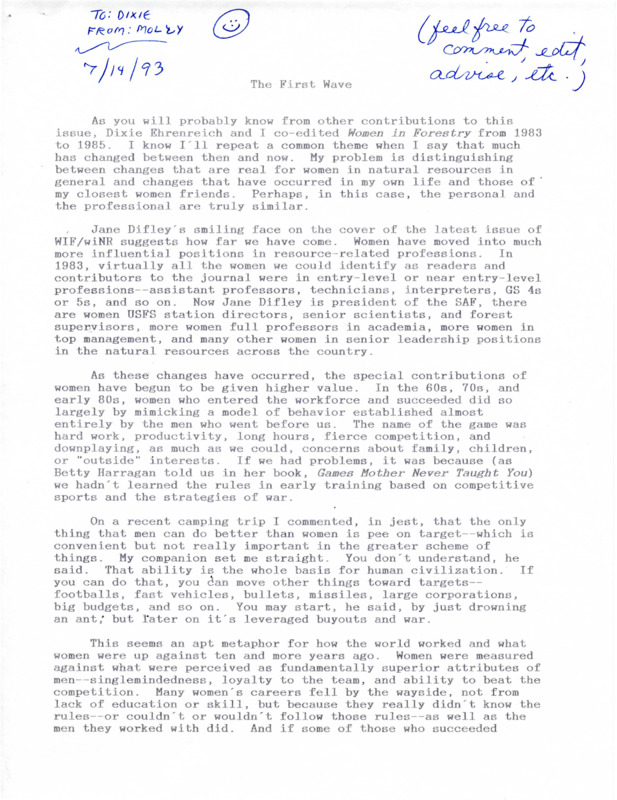 TO: DIXIE
FROM: MOLLY
7/14/93
(feel free to
comment, edit,
advise, etc.)
The First Wave
As you will probably know from other contributions to this
issue, Dixie Ehrenreich and I co-edited Women in Forestry from 1983
to 1985. I know I'll repeat a common theme when I say that much
has changed between then and now. My problem is distinguishing
between changes that are real for women in natural resources in
general and changes that have occurred in my own life and those of
my closest women friends. Perhaps, in this case, the personal and
the professional are truly similar.
Jane Difley's smiling face on the cover of the latest issue of
WIF/wiNR suggests how far we have come. Women have moved into much
more influential positions in resource-related professions. In
1983, virtually all the women we could identify as readers and
contributors to the journal were in entry-level or near entry-level
professions--assistant professors, technicians, interpreters, GS 4s
or 5s, and so on. Now Jane Difley is president of the SAF, there
are women USFS station directors, senior scientists, and forest
supervisors, more women full professors in academia, more women in
top management, and many other women in senior leadership positions
in the natural resources across the country.
As these changes have occurred, the special contributions of
women have begun to be given higher value. In the 60s, 70s, and
early 80s, women who entered the workforce and succeeded did so
largely by mimicking a model of behavior established almost
entirely by the men who went before us. The name of the game was
hard work, productivity, long hours, fierce competition, and
downplaying, as much as we could, concerns about family, children,
or "outside" interests. If we had problems, it was because (as
Betty Harragan told us in her book, Games Mother Never Taught You)
we hadn't learned the rules in early training based on competitive
sports and the strategies of war.
On a recent camping trip I commented, in jest, that the only
thing that men can do better than women is pee on target--which is
convenient but not really important in the greater scheme of
things. My companion set me straight. You don't understand, he
said. That ability is the whole basis for human civilization. If
you can do that, you can move other things toward targets--
footballs, fast vehicles, bullets, missiles, large corporations,
big budgets, and so on. You may start, he said, by just drowning
an ant; but later on it's leveraged buyouts and war.
This seems an apt metaphor for how the world worked and what
women were up against ten and more years ago. Women were measured
against what were perceived as fundamentally superior attributes of
men--singlemindedness, loyalty to the team, and ability to beat the
competition. Many women's careers fell by the wayside, not from
lack of education or skill, but because they really didn't know the
rules--or couldn't or wouldn't follow those rules--as well as the
men they worked with did. And if some of those who succeeded